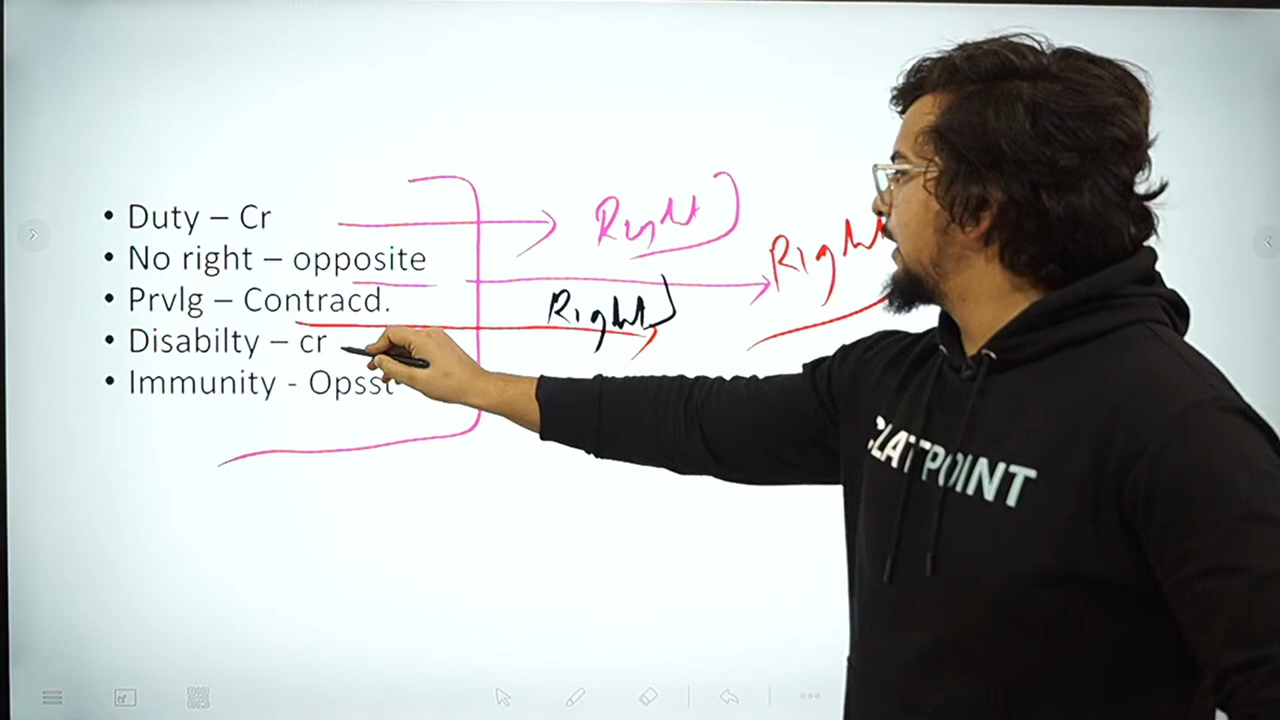 • Duty – Cr
Right
• No right – opposite
Right
• Prvlg – Contracd.
Right
• Disabilty – cr
• Immunity - Opsst
CLATPOINT